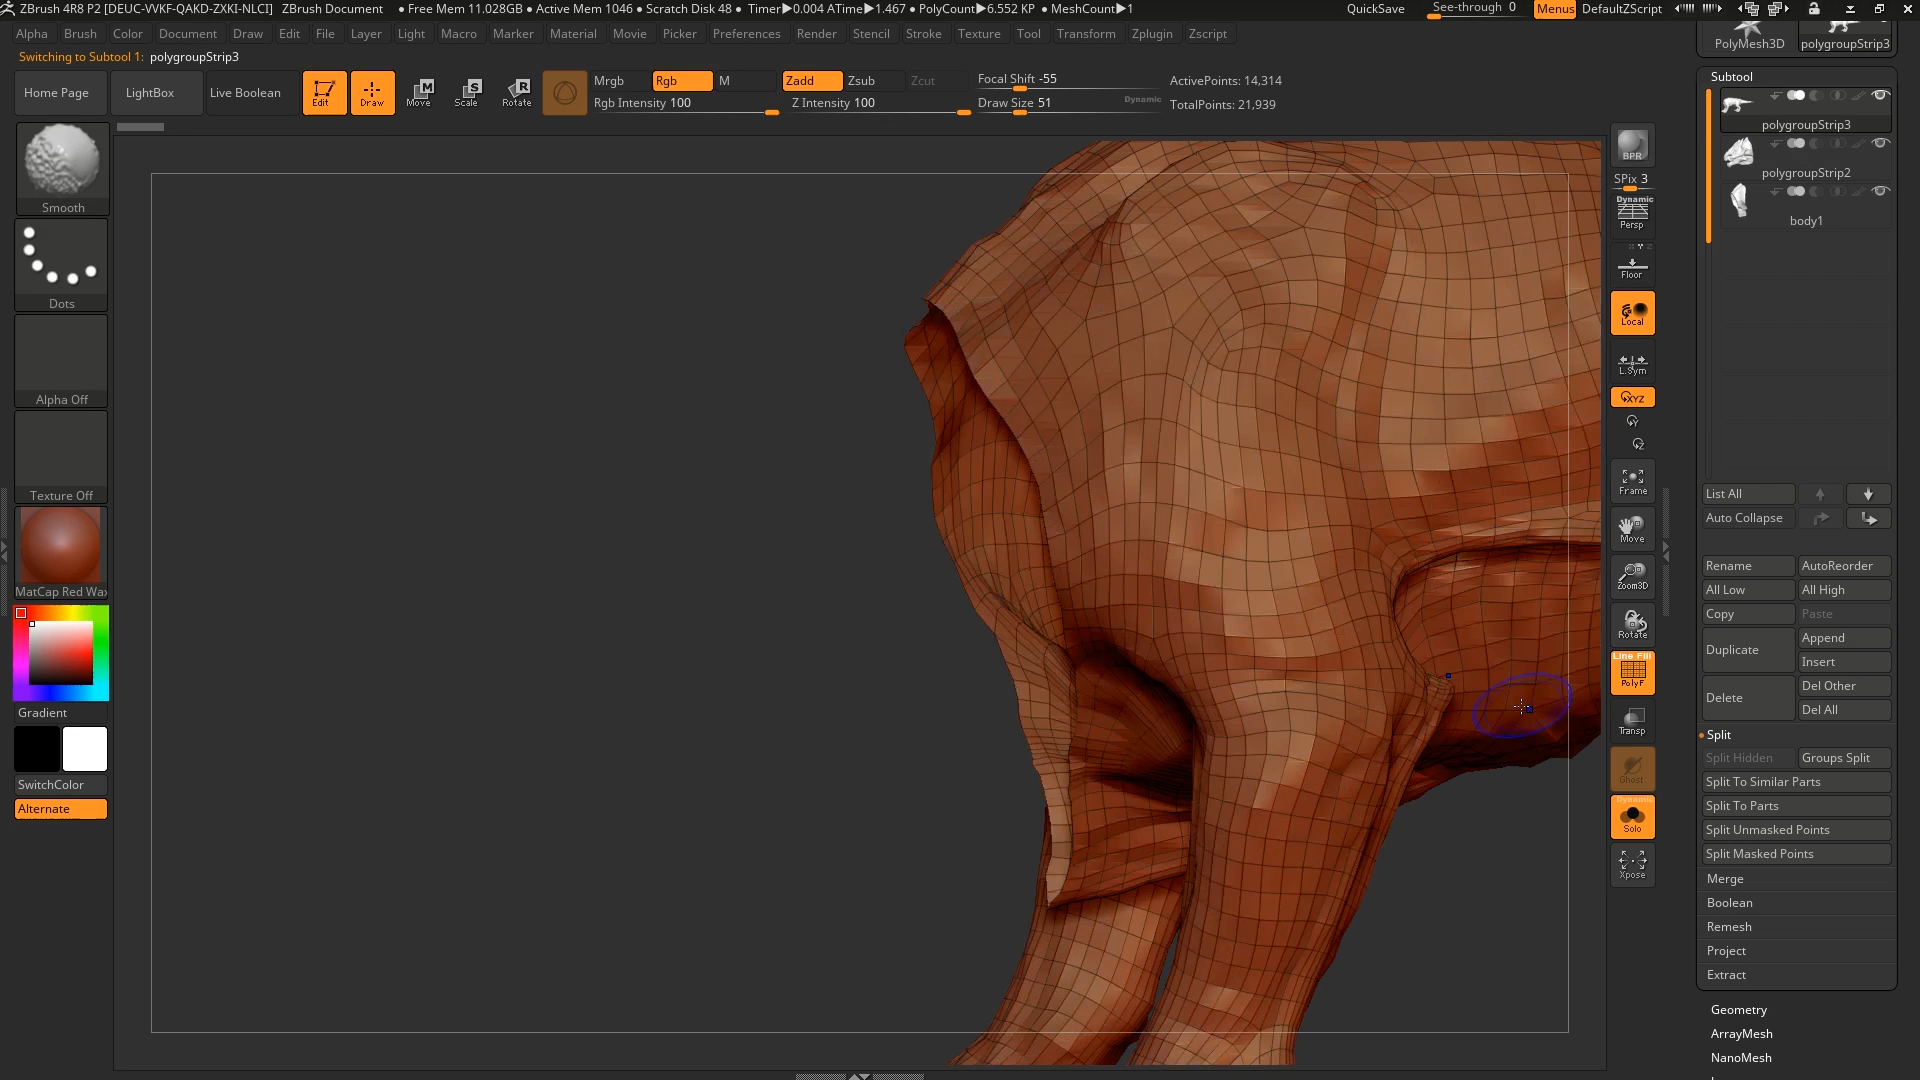 ZBrush 4R8 P2 [DEUC-VVKF-QAKD-ZXKI-NLCI] ZBrush Document • Free Mem 11.028GB • Active Mem 1046 • Scratch Disk 48 • Timer▶0.004 ATime▶1.467 • PolyCount▶6.552 KP • MeshCount▶1 QuickSave See-through 0 Menus DefaultZScript
Alpha Brush Color Document Draw Edit File Layer Light Macro Marker Material Movie Picker Preferences Render Stencil Stroke Texture Tool Transform Zplugin Zscript
PolyMesh3D polygroupStrip3
Switching to Subtool 1: polygroupStrip3
Home Page LightBox Live Boolean Edit Draw Move Scale Rotate
Mrgb Rgb M Zadd Zsub Zcut Focal Shift -55 ActivePoints: 14,314
Rgb Intensity 100 Z Intensity 100 Draw Size 51 Dynamic TotalPoints: 21,939
Smooth
Dots
Alpha Off
Texture Off
MatCap Red Wax
Gradient
SwitchColor
Alternate
BPR
SPix 3
Dynamic
Persp
Floor
Local
L.Sym
XYZ
Y
Z
Frame
Move
Zoom3D
Rotate
Line Fill
PolyF
Transp
Ghost
Dynamic
Solo
Xpose
Subtool
polygroupStrip3
polygroupStrip2
body1
List All
Auto Collapse
Rename AutoReorder
All Low All High
Copy Paste
Duplicate Append
Insert
Delete Del Other
Del All
Split
Split Hidden Groups Split
Split To Similar Parts
Split To Parts
Split Unmasked Points
Split Masked Points
Merge
Boolean
Remesh
Project
Extract
Geometry
ArrayMesh
NanoMesh